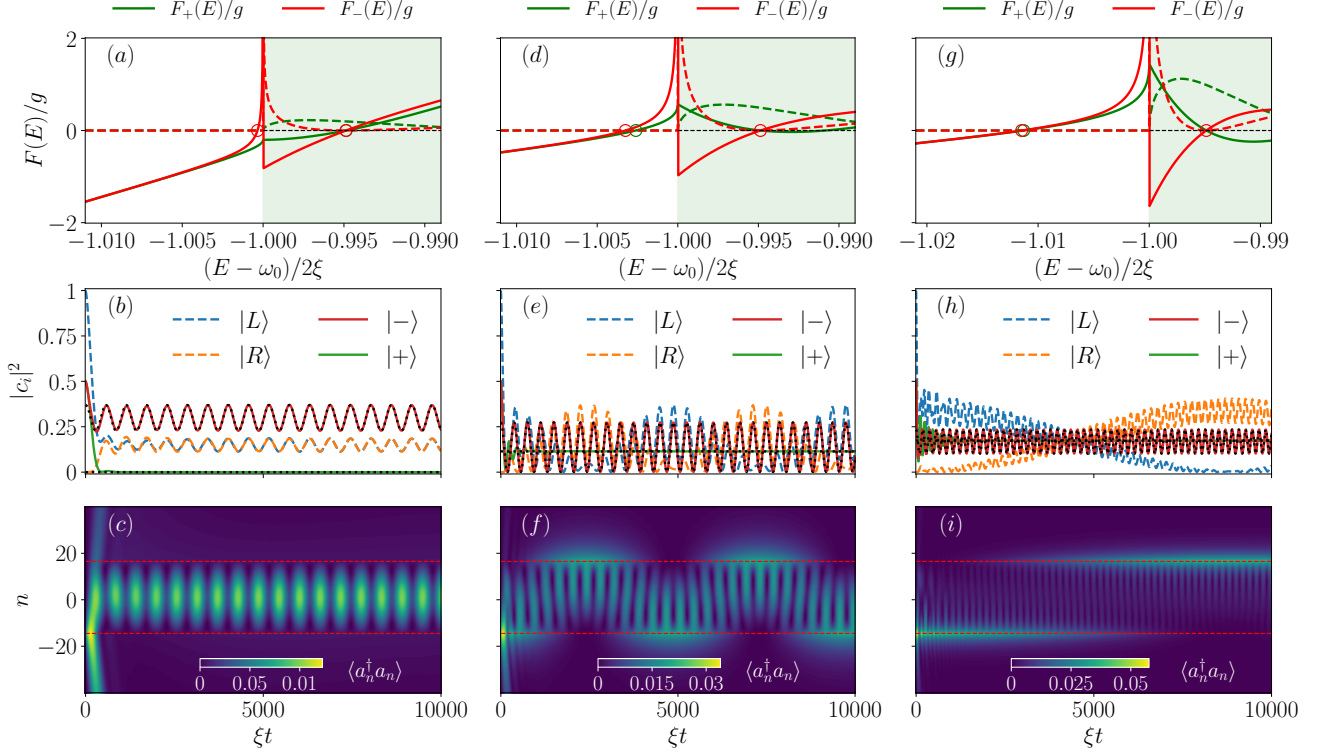 F₊(E)/g F₋(E)/g
F₊(E)/g F₋(E)/g
F₊(E)/g F₋(E)/g
(a)
(d)
(g)
F(E)/g
2
0
−2
−1.010 −1.005 −1.000 −0.995 −0.990
−1.010 −1.005 −1.000 −0.995 −0.990
−1.02 −1.01 −1.00 −0.99
(E − ω₀)/2ξ
(E − ω₀)/2ξ
(E − ω₀)/2ξ
(b)
|L⟩ |−⟩
|R⟩ |+⟩
(e)
|L⟩ |−⟩
|R⟩ |+⟩
(h)
|L⟩ |−⟩
|R⟩ |+⟩
|cᵢ|²
1
0.75
0.5
0.25
0
(c)
(f)
(i)
n
20
0
−20
0 0.05 0.01 ⟨a†ₙaₙ⟩
0 0.015 0.03 ⟨a†ₙaₙ⟩
0 0.025 0.05 ⟨a†ₙaₙ⟩
0 5000 10000
0 5000 10000
0 5000 10000
ξt
ξt
ξt